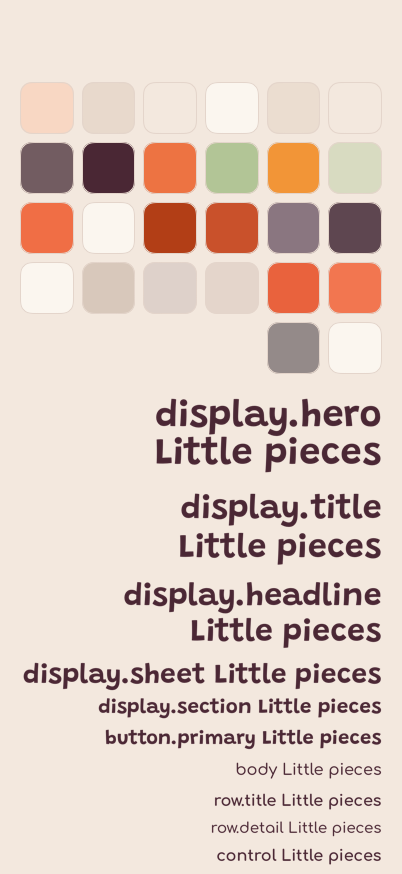 display.hero
Little pieces
display.title
Little pieces
display.headline
Little pieces
display.sheet Little pieces
display.section Little pieces
button.primary Little pieces
body Little pieces
row.title Little pieces
row.detail Little pieces
control Little pieces